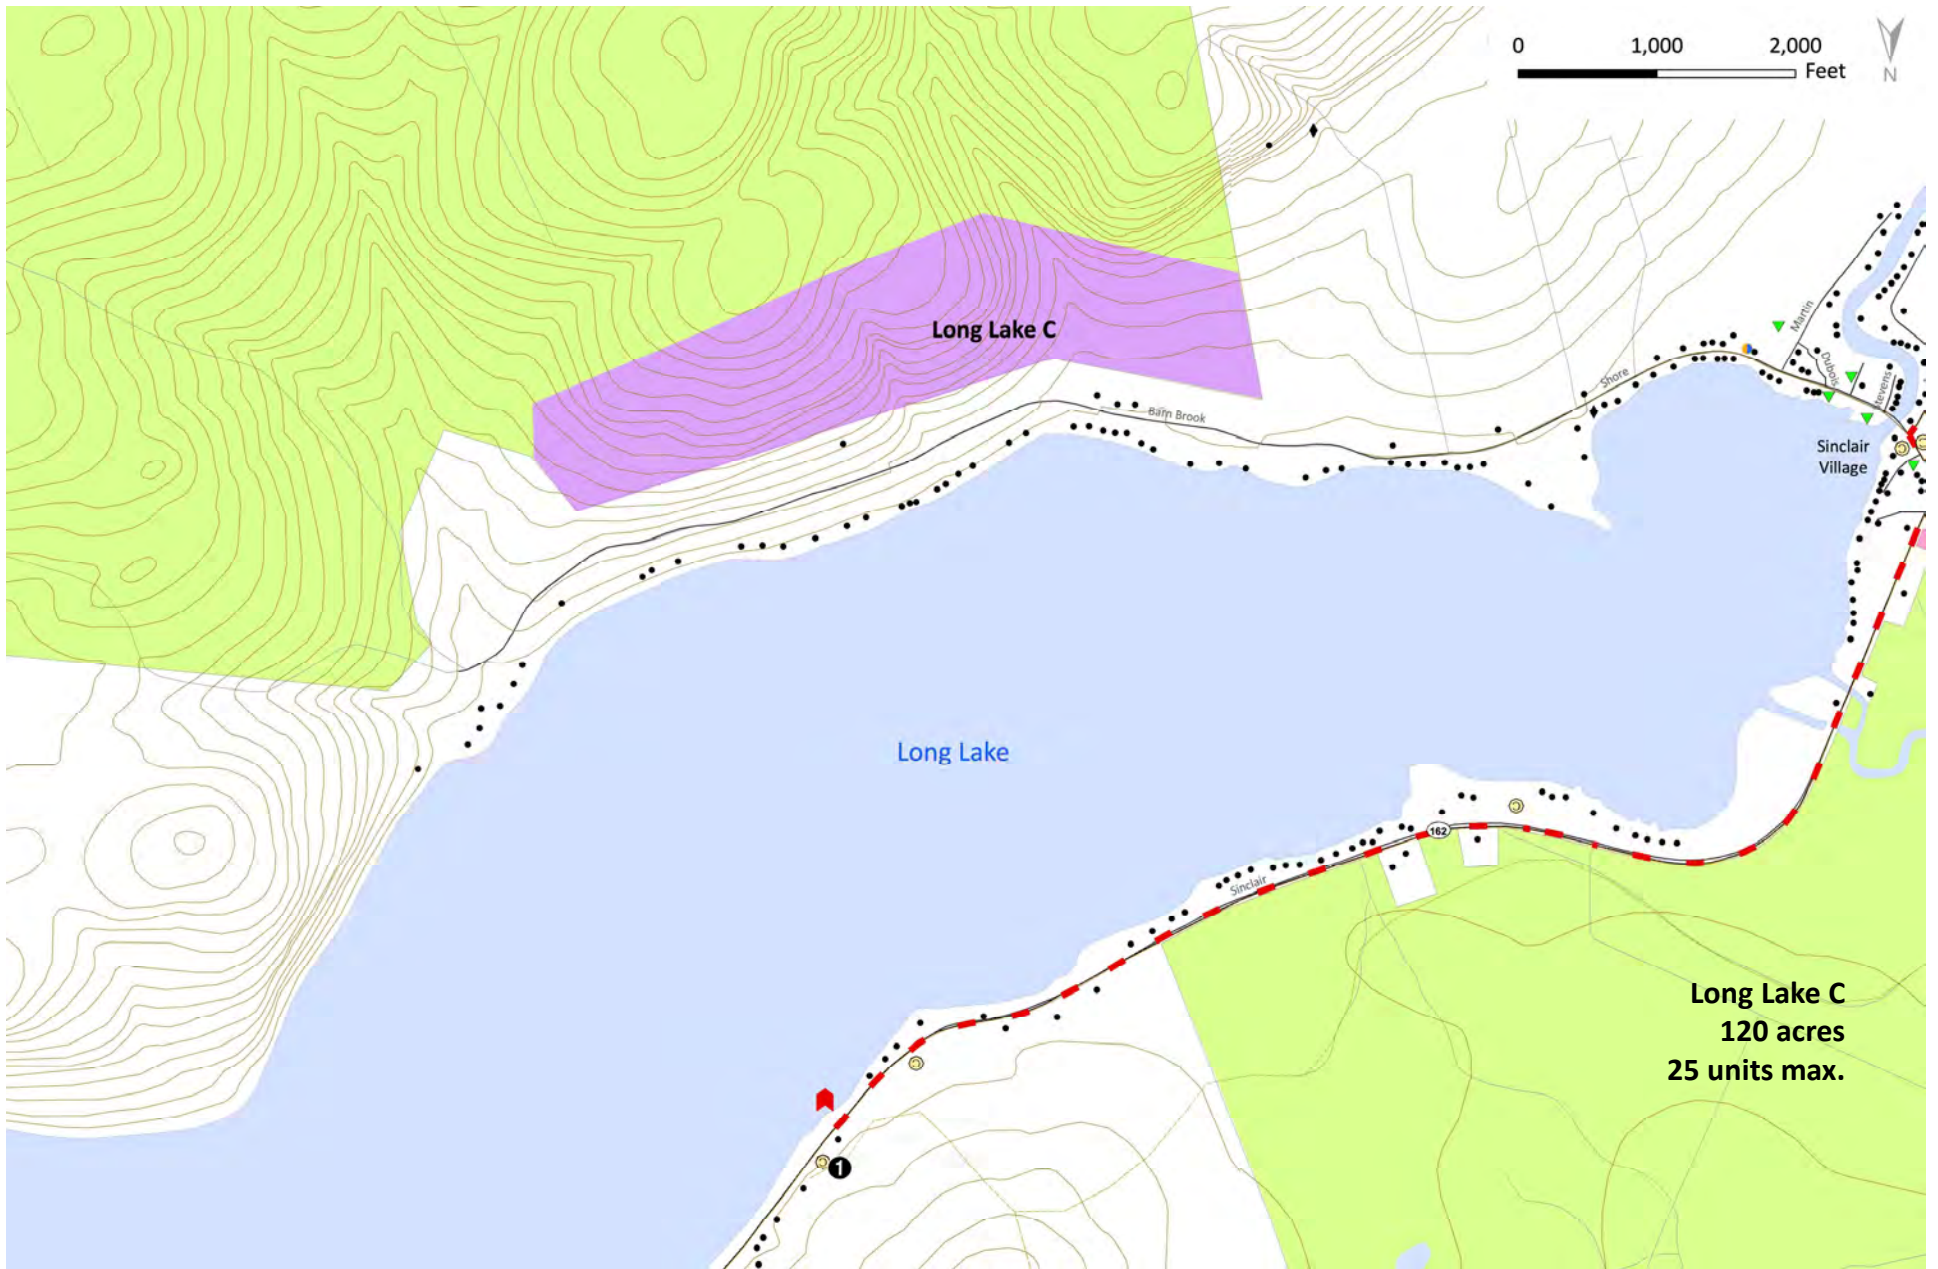 0 1,000 2,000
Feet
N
Martin
Dubois
Stevens
Long Lake C
Shore
Barn Brook
Sinclair
Village
Long Lake
162
Sinclair
Long Lake C
120 acres
25 units max.
1